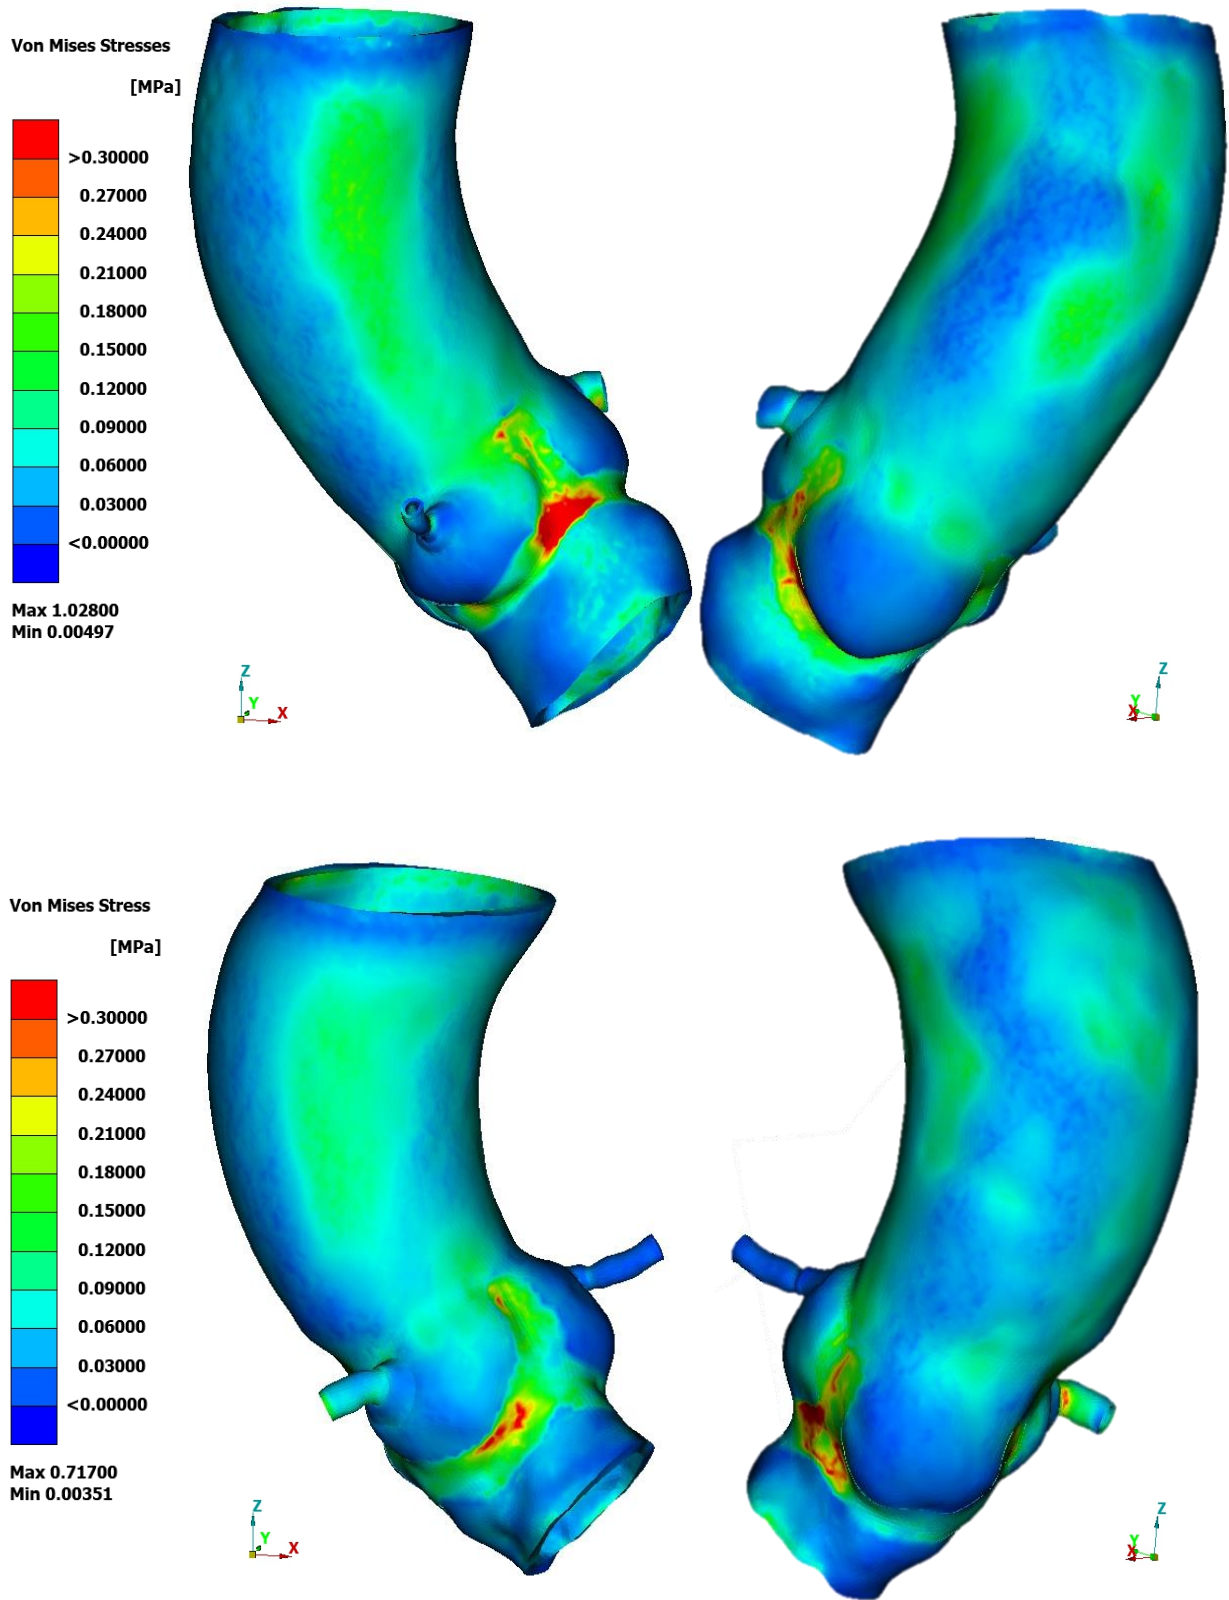 Von Mises Stresses
[MPa]
>0.30000
0.27000
0.24000
0.21000
0.18000
0.15000
0.12000
0.09000
0.06000
0.03000
<0.00000
Max 1.02800
Min 0.00497
Z
Y
X
Z
Y
X
Von Mises Stress
[MPa]
>0.30000
0.27000
0.24000
0.21000
0.18000
0.15000
0.12000
0.09000
0.06000
0.03000
<0.00000
Max 0.71700
Min 0.00351
Z
Y
X
Z
Y
X